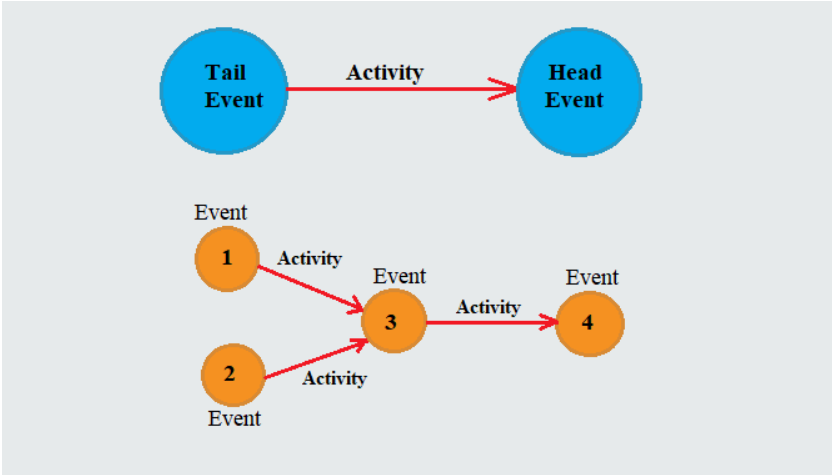 Tail
Event
Activity
Head
Event
Event
1
Activity
Event
3
Activity
Event
4
2
Activity
Event